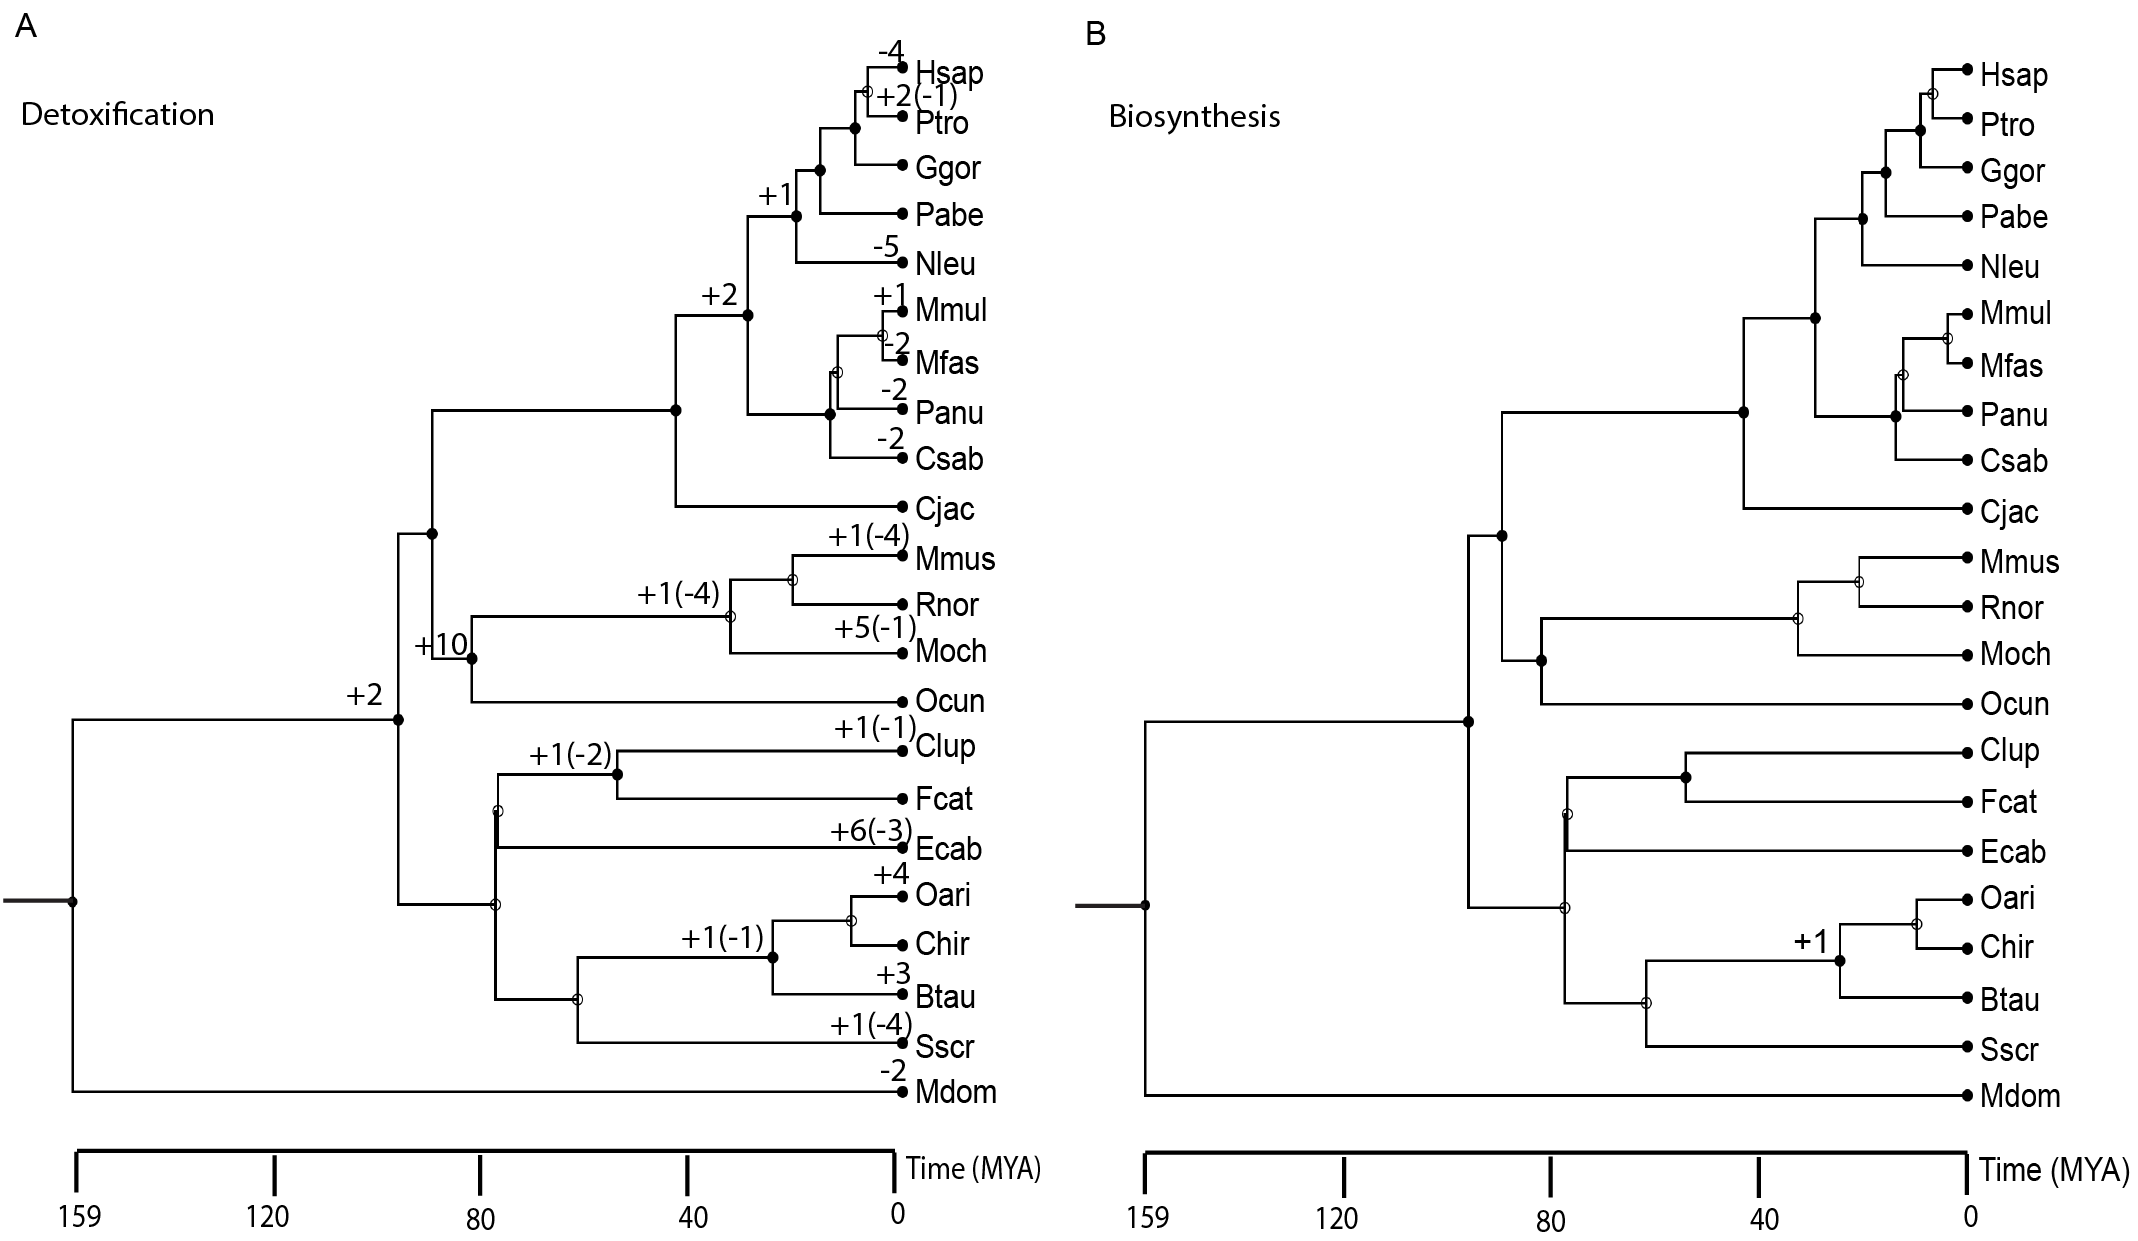 A
Detoxification
-4
Hsap
+2(-1)
Ptro
Ggor
+1
Pabe
-5
Nleu
+2
+1
Mmul
-2
Mfas
-2
Panu
-2
Csab
Cjac
+1(-4)
Mmus
+1(-4)
Rnor
+5(-1)
Moch
+10
+2
Ocun
+1(-1)
Clup
+1(-2)
Fcat
+6(-3)
Ecab
+4
Oari
+1(-1)
Chir
+3
Btau
+1(-4)
Sscr
-2
Mdom
Time (MYA)
159 120 80 40 0
B
Biosynthesis
Hsap
Ptro
Ggor
Pabe
Nleu
Mmul
Mfas
Panu
Csab
Cjac
Mmus
Rnor
Moch
Ocun
Clup
Fcat
Ecab
Oari
+1
Chir
Btau
Sscr
Mdom
Time (MYA)
159 120 80 40 0